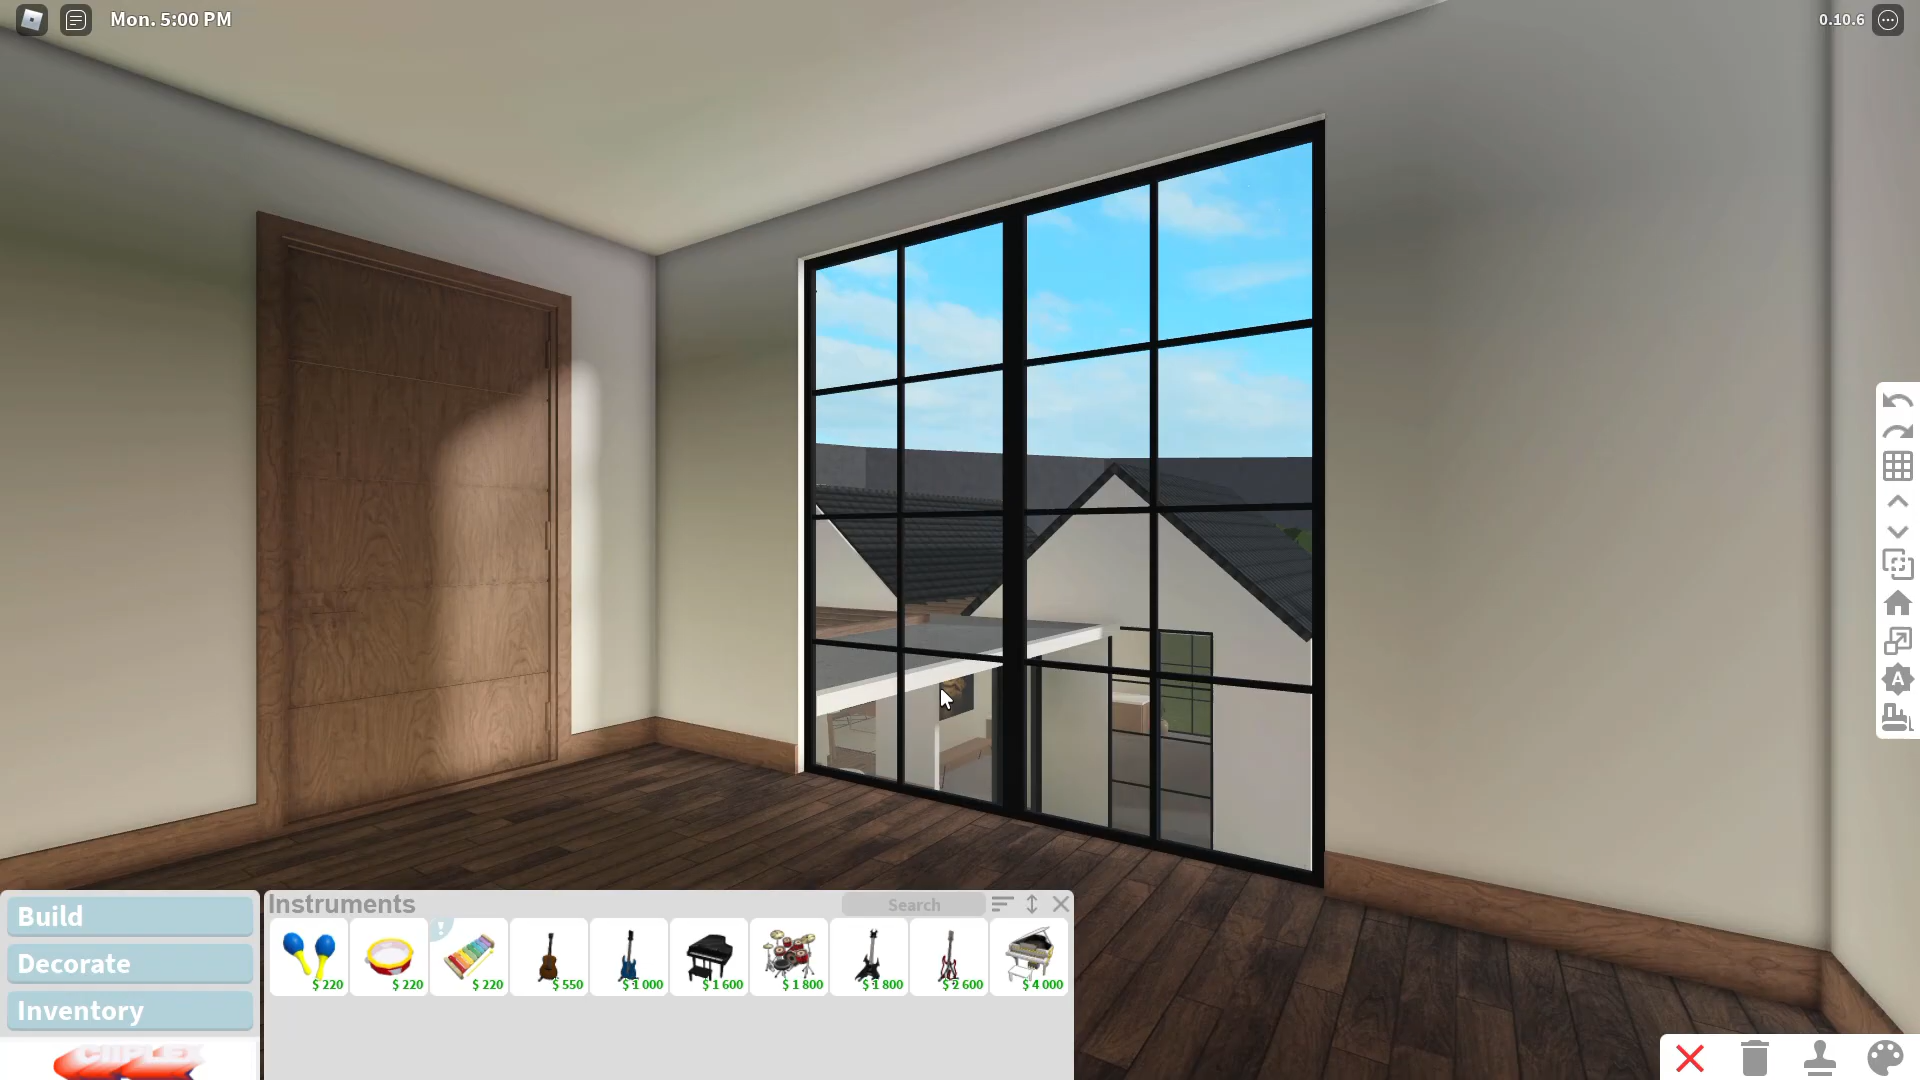 Mon. 5:00 PM
0.10.6
A
Build
Decorate
Inventory
Instruments
Search
$ 220
$ 220
$ 220
$ 550
$ 1 000
$ 1 600
$ 1 800
$ 1 800
$ 2 600
$ 4 000
CIIPLEX